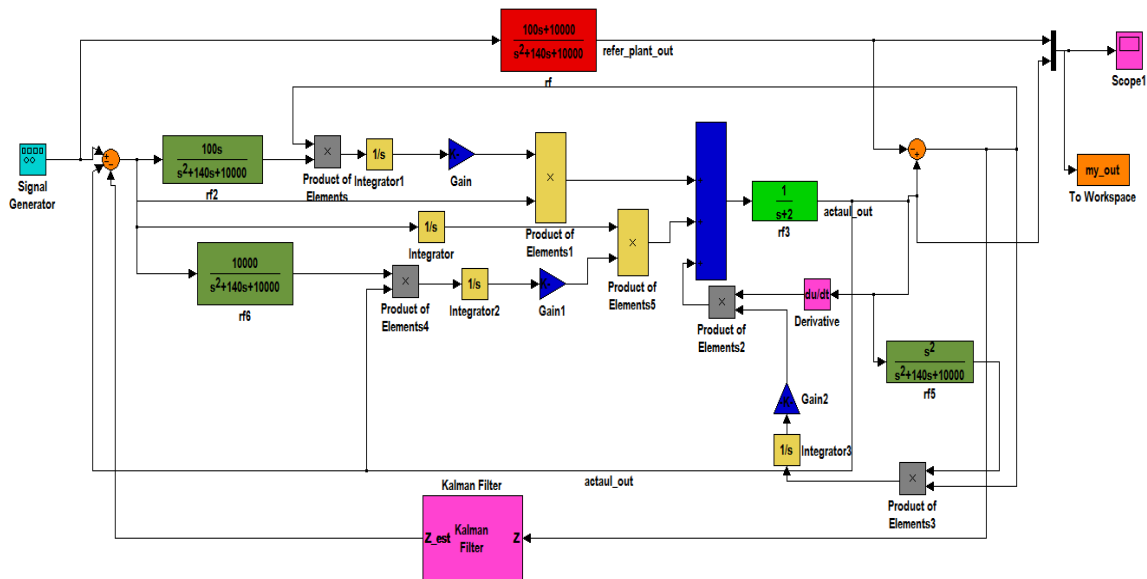 100s+10000
s²+140s+10000
rf
refer_plant_out
Scope1
my_out
To Workspace
Signal
Generator
100s
s²+140s+10000
rf2
Product of
Elements
1/s
Integrator1
Gain
Product of
Elements1
1/s
Integrator
10000
s²+140s+10000
rf6
Product of
Elements4
1/s
Integrator2
Gain1
Product of
Elements5
1
s+2
rf3
actaul_out
du/dt
Derivative
Product of
Elements2
s²
s²+140s+10000
rf5
Gain2
1/s
Integrator3
Product of
Elements3
actaul_out
Kalman Filter
Z_est
Kalman
Filter
Z